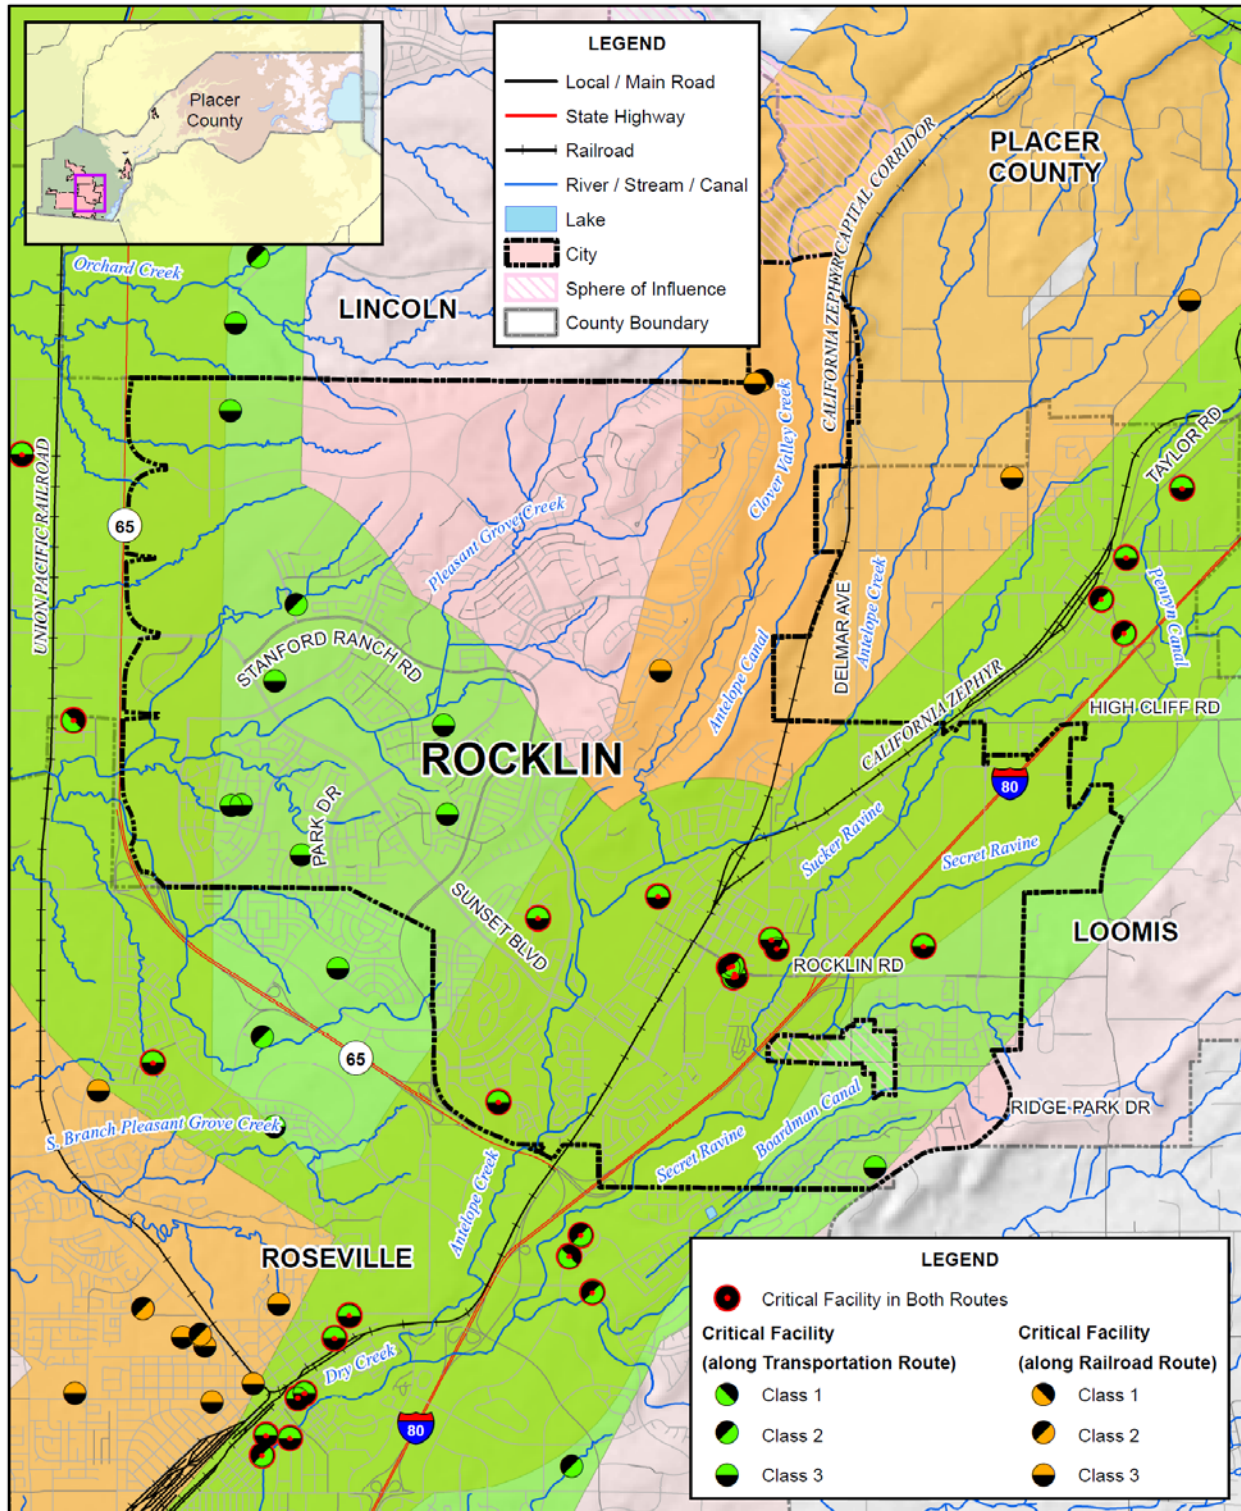 Placer
County
LEGEND
Local / Main Road
State Highway
Railroad
River / Stream / Canal
Lake
City
Sphere of Influence
County Boundary
PLACER
COUNTY
CALIFORNIA ZEPHYR/CAPITAL CORRIDOR
Orchard Creek
LINCOLN
TAYLOR RD
UNION PACIFIC RAILROAD
65
Clover Valley Creek
Pleasant Grove Creek
Antelope Creek
Penryn Canal
STANFORD RANCH RD
DELMAR AVE
Antelope Canal
HIGH CLIFF RD
CALIFORNIA ZEPHYR
ROCKLIN
80
PARK DR
Sucker Ravine
Secret Ravine
SUNSET BLVD
LOOMIS
ROCKLIN RD
65
RIDGE PARK DR
S. Branch Pleasant Grove Creek
Boardman Canal
Secret Ravine
Antelope Creek
ROSEVILLE
Dry Creek
80
LEGEND
Critical Facility in Both Routes
Critical Facility
(along Transportation Route)
Class 1
Class 2
Class 3
Critical Facility
(along Railroad Route)
Class 1
Class 2
Class 3